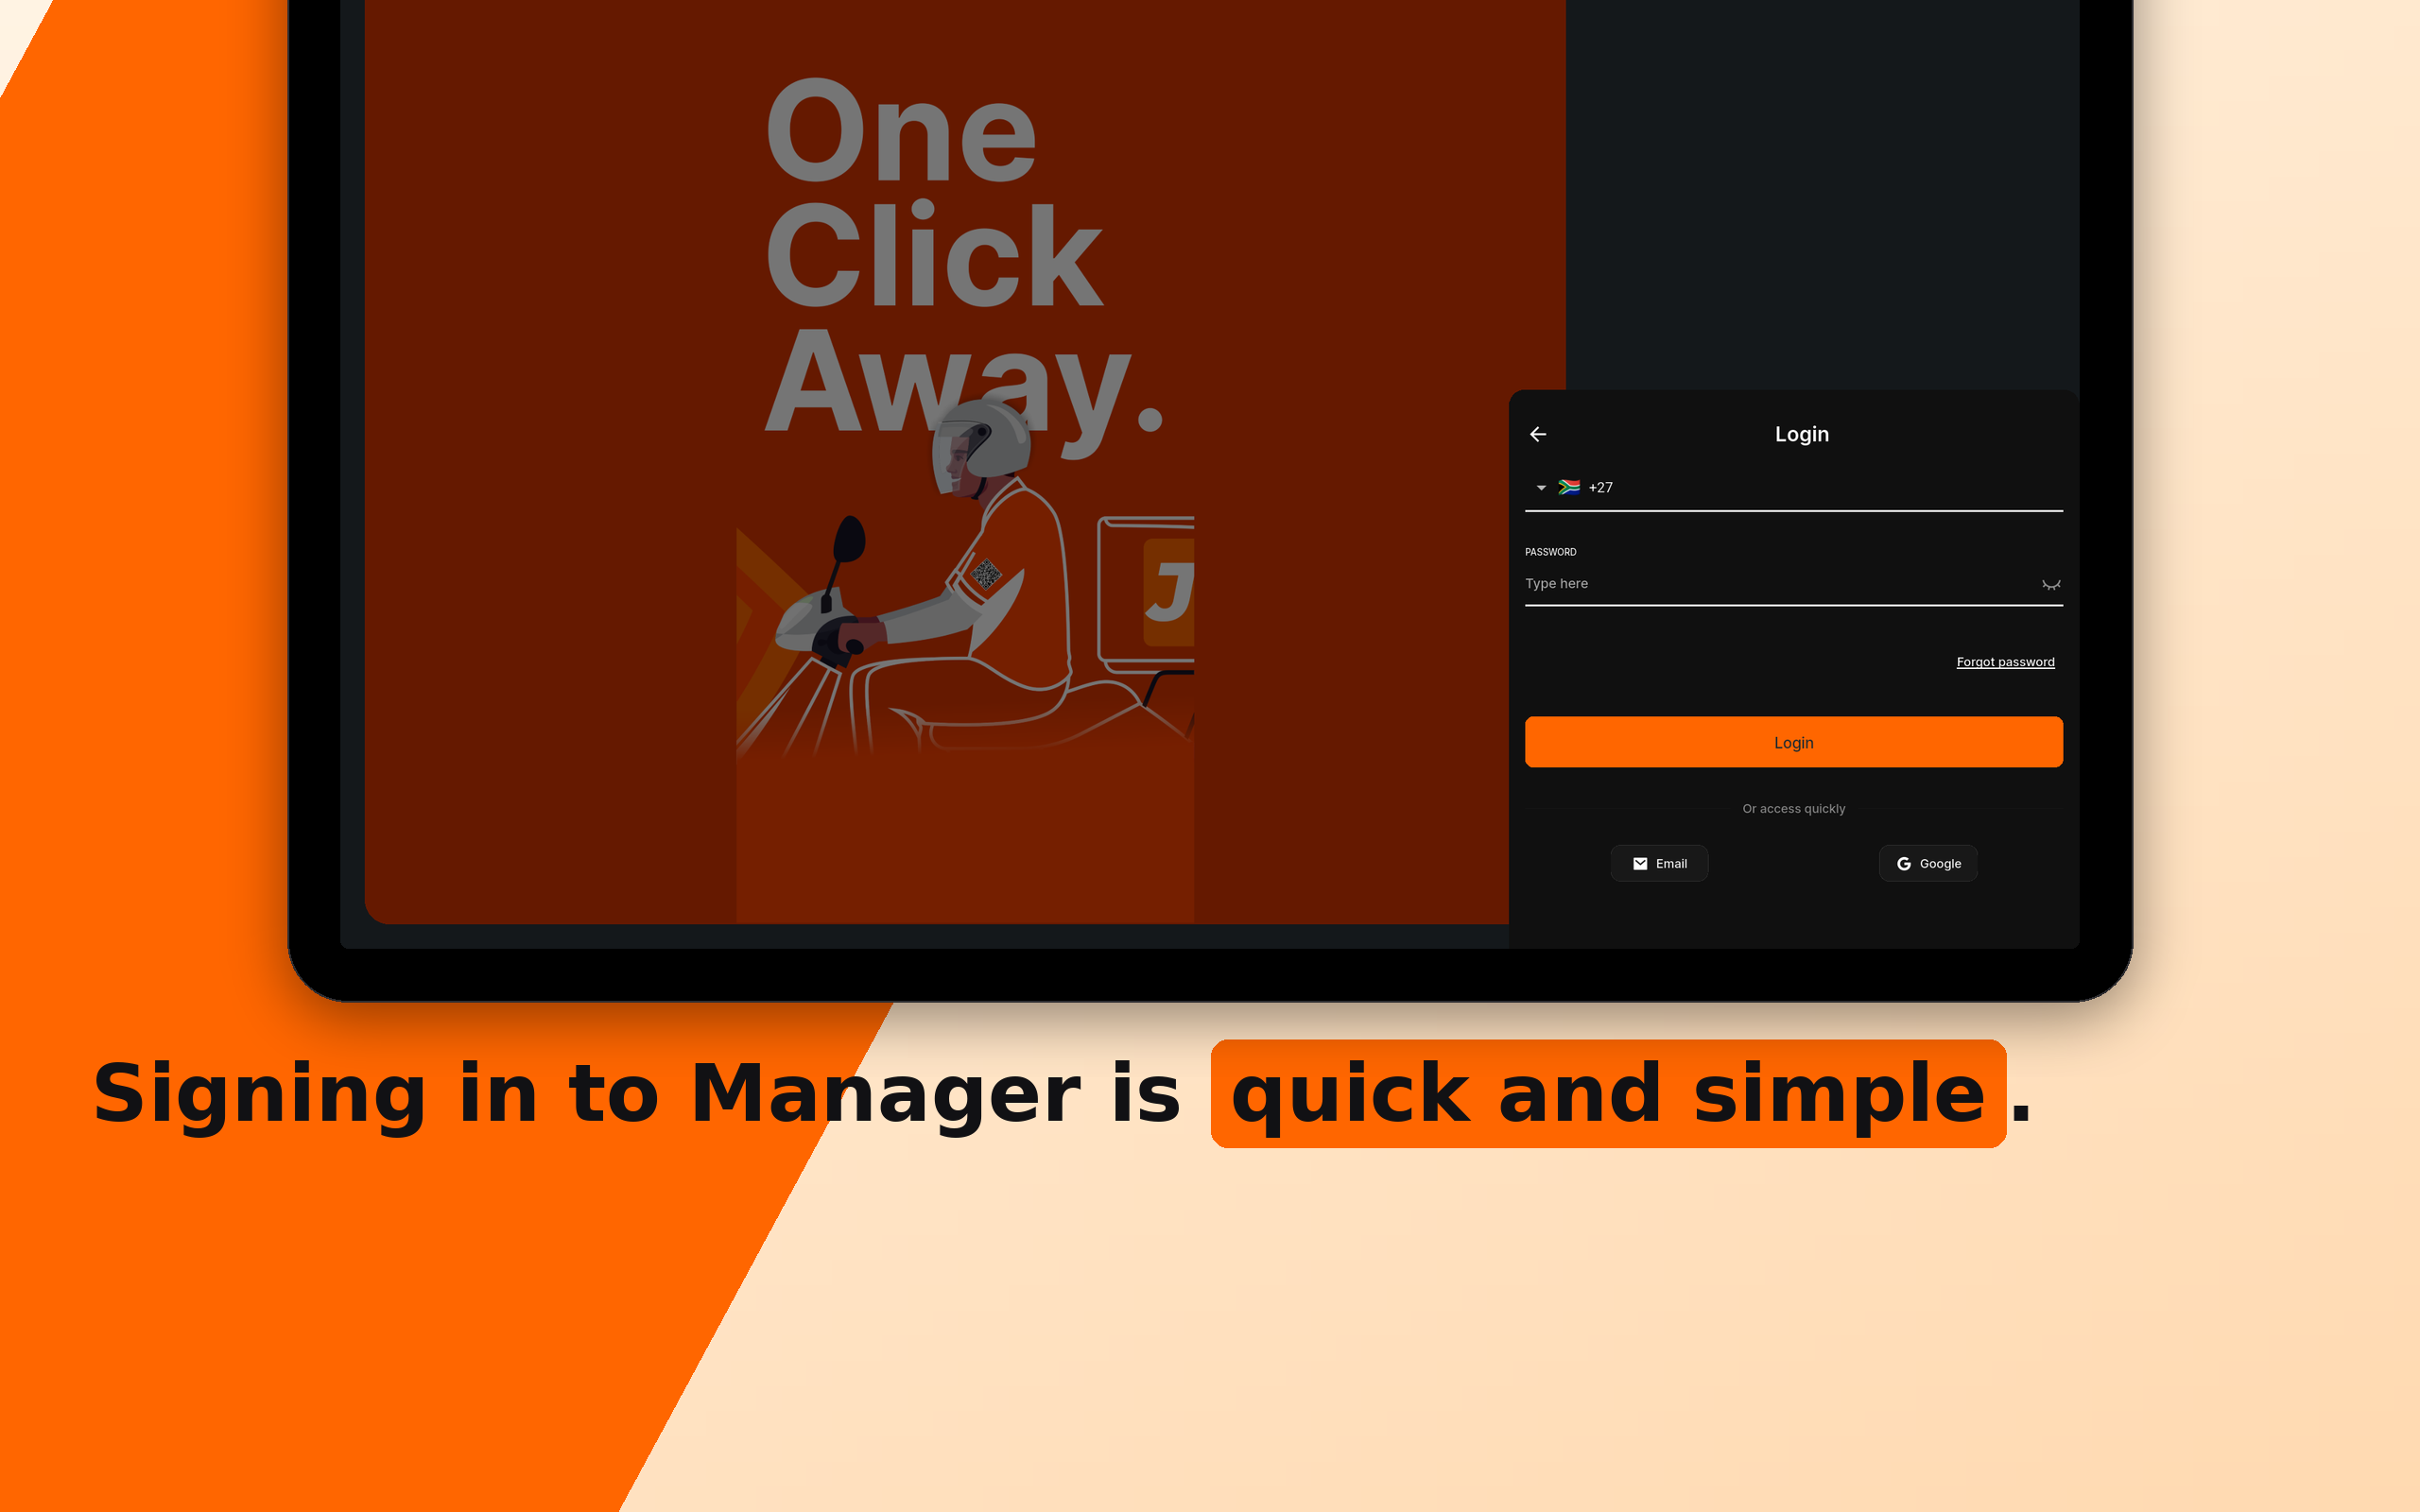 One
Click
Away.
J
Login
+27
PASSWORD
Type here
Forgot password
Login
Or access quickly
Email
Google
Signing in to Manager is quick and simple.